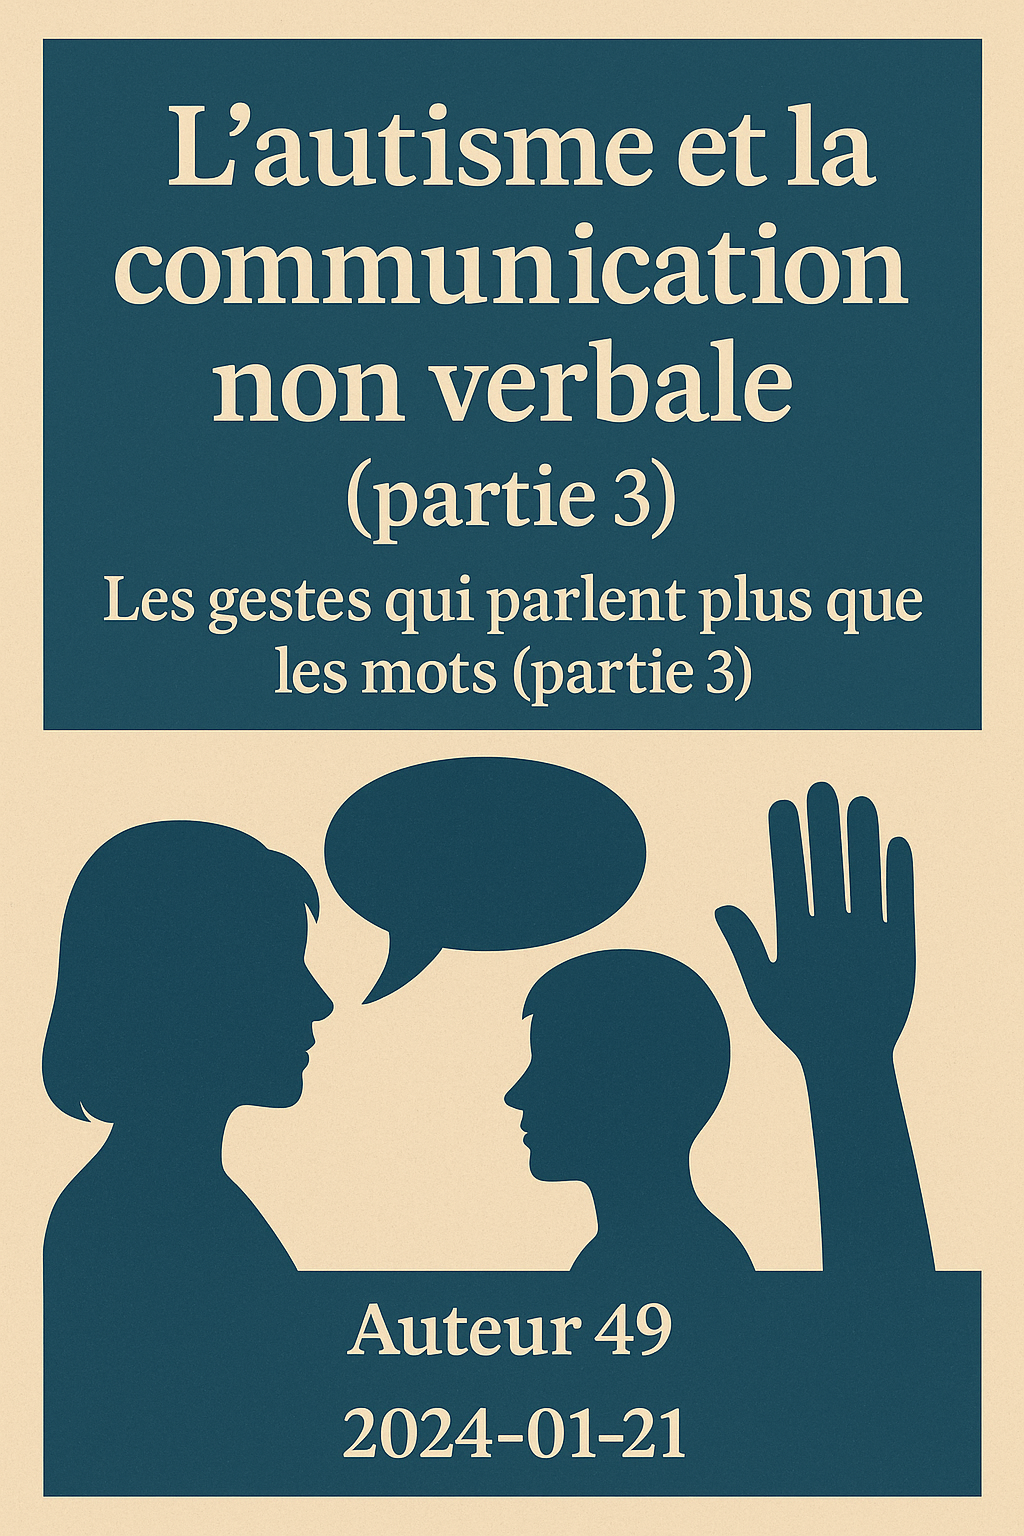 L’autisme et la
communication
non verbale
(partie 3)
Les gestes qui parlent plus que
les mots (partie 3)
Auteur 49
2024-01-21